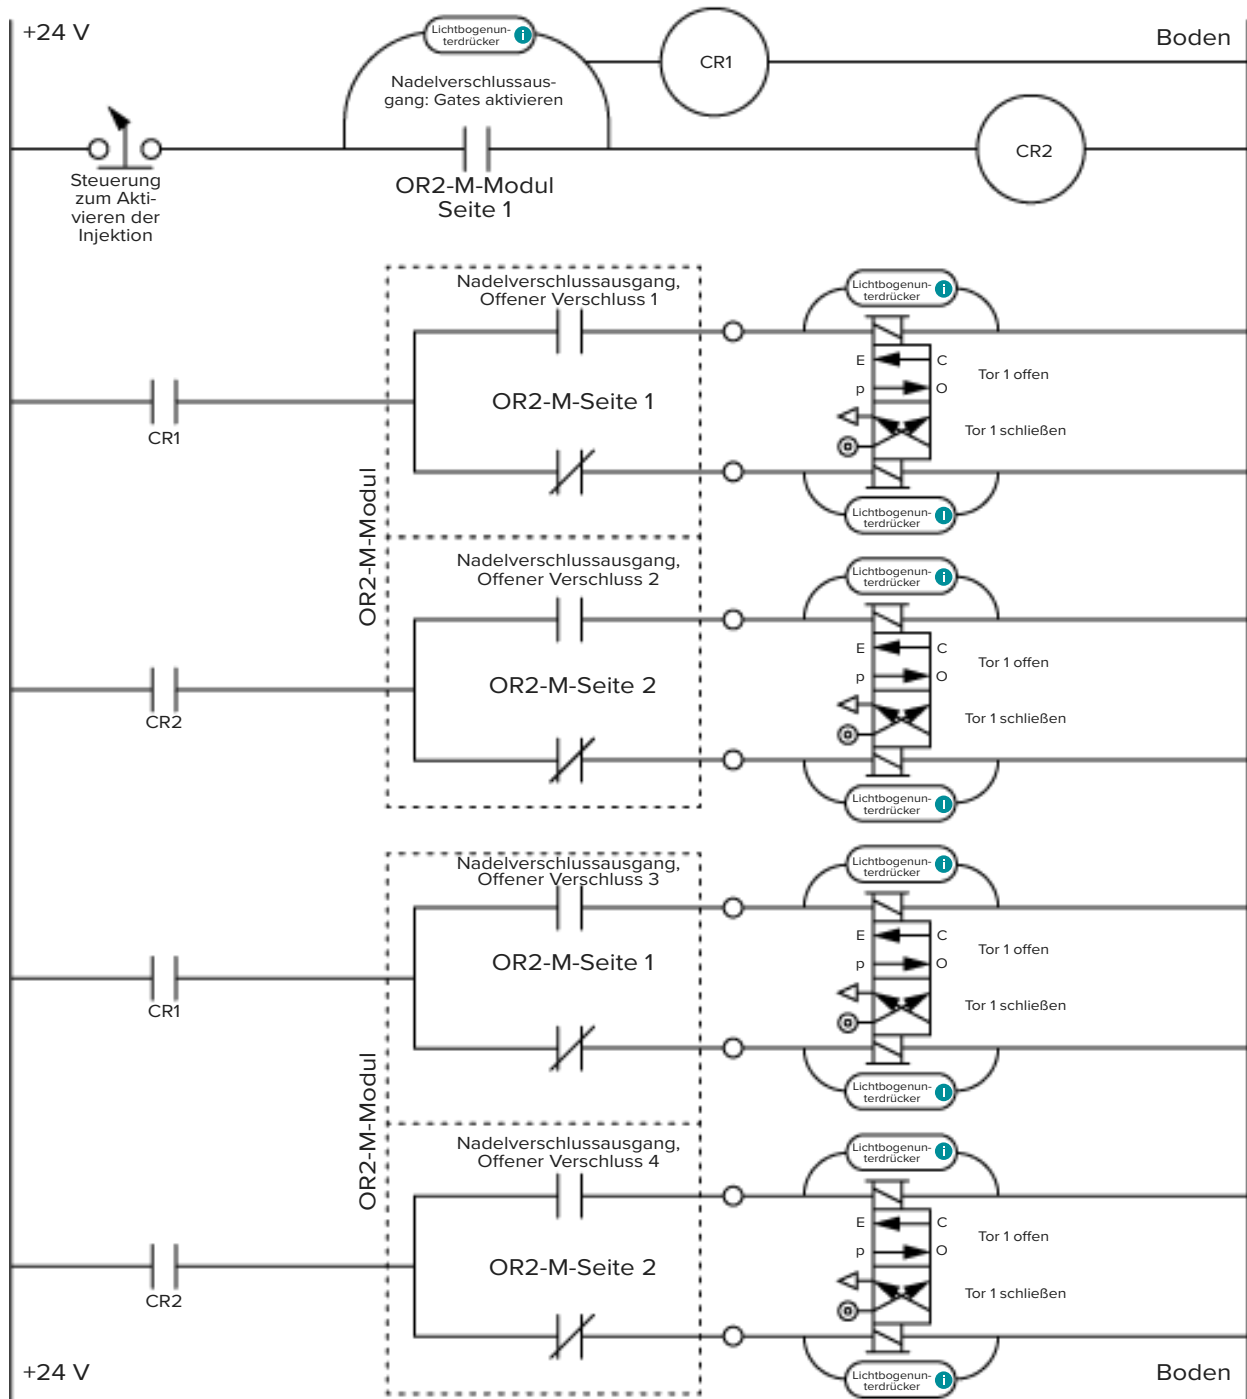 +24 V
Lichtbogenun-
terdrücker
i
Boden
CR1
Nadelverschlussaus-
gang: Gates aktivieren
CR2
Steuerung
zum Akti-
vieren der
Injektion
OR2-M-Modul
Seite 1
Nadelverschlussausgang,
Offener Verschluss 1
Lichtbogenun-
terdrücker
i
E
C
Tor 1 offen
p
O
OR2-M-Seite 1
CR1
Tor 1 schließen
OR2-M-Modul
Lichtbogenun-
terdrücker
i
Nadelverschlussausgang,
Offener Verschluss 2
Lichtbogenun-
terdrücker
i
E
C
Tor 1 offen
p
O
OR2-M-Seite 2
CR2
Tor 1 schließen
Lichtbogenun-
terdrücker
i
Nadelverschlussausgang,
Offener Verschluss 3
Lichtbogenun-
terdrücker
i
E
C
Tor 1 offen
p
O
OR2-M-Seite 1
CR1
Tor 1 schließen
OR2-M-Modul
Lichtbogenun-
terdrücker
i
Nadelverschlussausgang,
Offener Verschluss 4
Lichtbogenun-
terdrücker
i
E
C
Tor 1 offen
p
O
OR2-M-Seite 2
CR2
Tor 1 schließen
Lichtbogenun-
terdrücker
i
+24 V
Boden